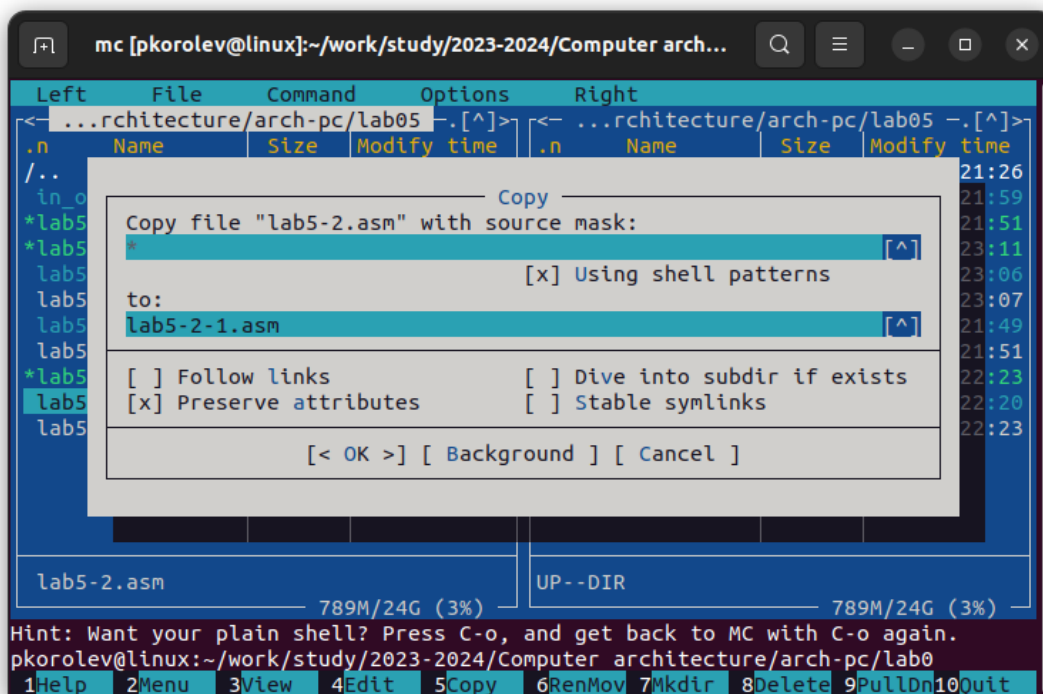 mc [pkorolev@linux]:~/work/study/2023-2024/Computer arch...
Left File Command Options Right
<─ ...rchitecture/arch-pc/lab05 ─.[^]> <─ ...rchitecture/arch-pc/lab05 ─.[^]>
.n Name Size Modify time .n Name Size Modify time
/.. 21:26
in_o 21:59
*lab5 21:51
*lab5 23:11
lab5 23:06
lab5 23:07
lab5 21:49
lab5 21:51
*lab5 22:23
lab5 22:20
lab5 22:23
Copy
Copy file "lab5-2.asm" with source mask:
* [^]
[x] Using shell patterns
to:
lab5-2-1.asm [^]
[ ] Follow links [ ] Dive into subdir if exists
[x] Preserve attributes [ ] Stable symlinks
[< OK >] [ Background ] [ Cancel ]
lab5-2.asm UP--DIR
789M/24G (3%) 789M/24G (3%)
Hint: Want your plain shell? Press C-o, and get back to MC with C-o again.
pkorolev@linux:~/work/study/2023-2024/Computer architecture/arch-pc/lab0
1Help 2Menu 3View 4Edit 5Copy 6RenMov 7Mkdir 8Delete 9PullDn 10Quit